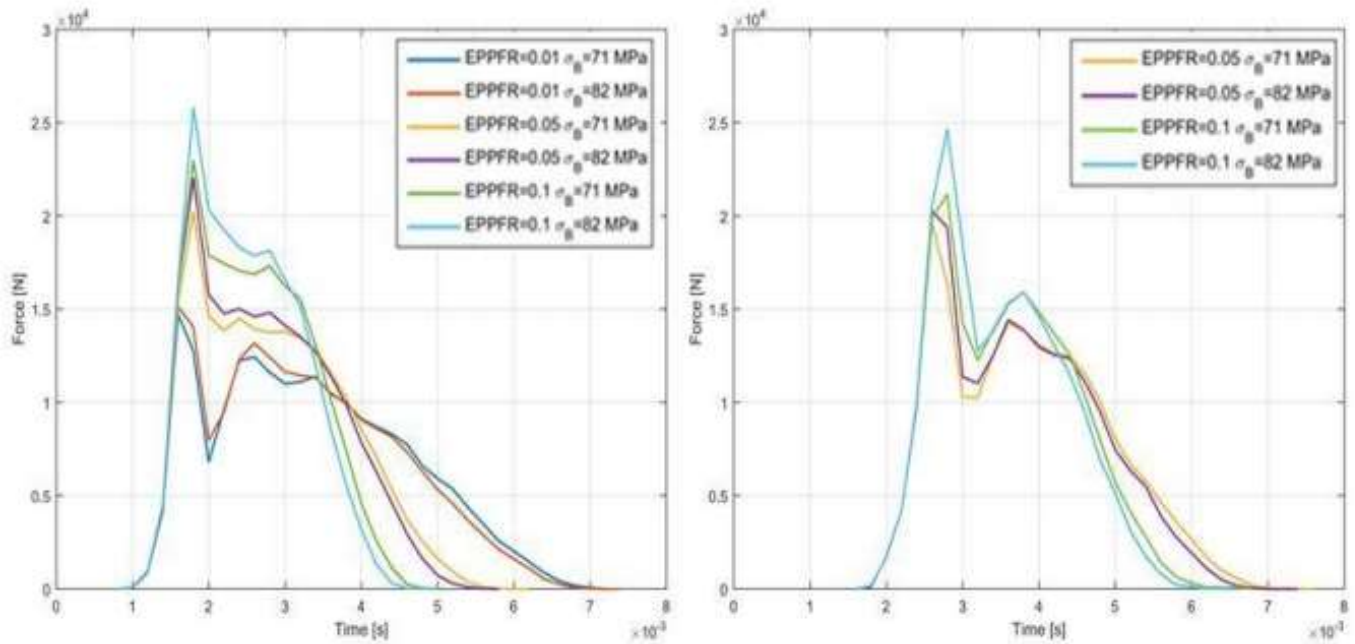 ×10⁴
3
2.5
2
1.5
1
0.5
0
Force [N]
EPPFR=0.01 σB=71 MPa
EPPFR=0.01 σB=82 MPa
EPPFR=0.05 σB=71 MPa
EPPFR=0.05 σB=82 MPa
EPPFR=0.1 σB=71 MPa
EPPFR=0.1 σB=82 MPa
0 1 2 3 4 5 6 7 8
Time [s]
×10⁻³
×10⁴
3
2.5
2
1.5
1
0.5
0
Force [N]
EPPFR=0.05 σB=71 MPa
EPPFR=0.05 σB=82 MPa
EPPFR=0.1 σB=71 MPa
EPPFR=0.1 σB=82 MPa
0 1 2 3 4 5 6 7 8
Time [s]
×10⁻³